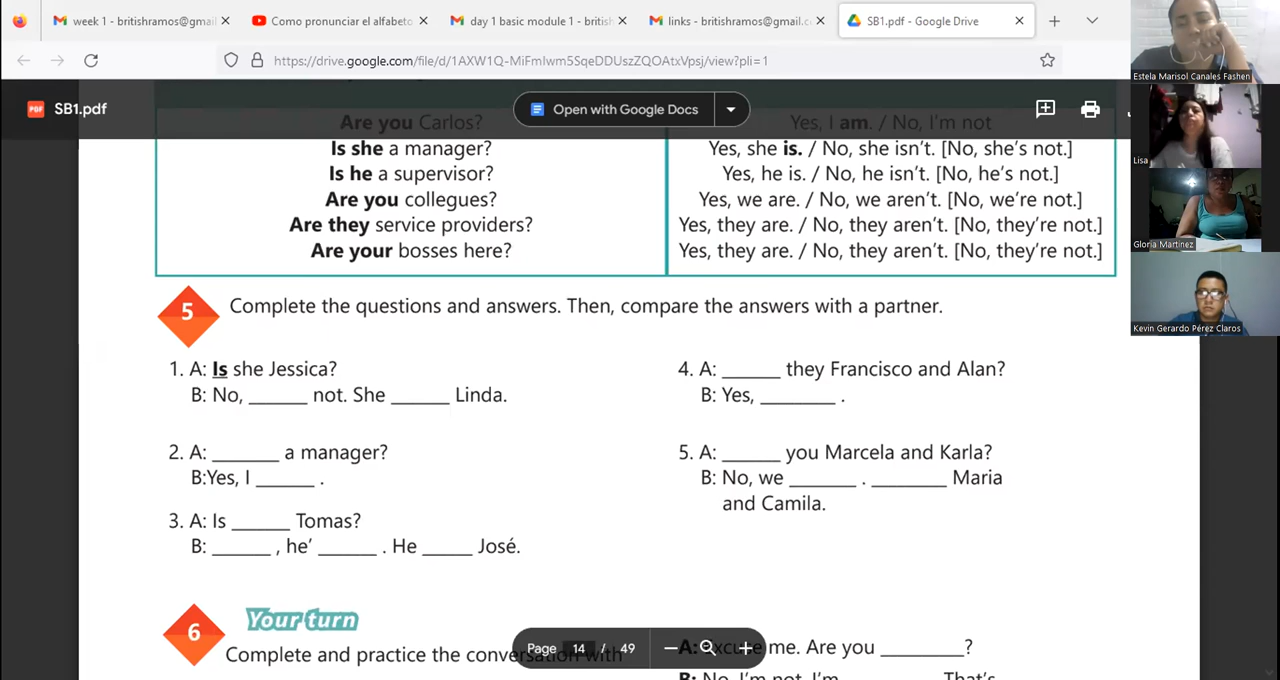 week 1 - britishramos@gmail
Como pronunciar el alfabeto
day 1 basic module 1 - british
links - britishramos@gmail.c
SB1.pdf - Google Drive
https://drive.google.com/file/d/1AXW1Q-MiFmIwm5SqeDDUszZQOAtxVpsj/view?pli=1
Estela Marisol Canales Fashen
PDF SB1.pdf
Open with Google Docs
Are you Carlos? Yes, I am. / No, I'm not
Is she a manager? Yes, she is. / No, she isn't. [No, she's not.]
Is he a supervisor? Yes, he is. / No, he isn't. [No, he's not.]
Are you collegues? Yes, we are. / No, we aren't. [No, we're not.]
Are they service providers? Yes, they are. / No, they aren't. [No, they're not.]
Are your bosses here? Yes, they are. / No, they aren't. [No, they're not.]
Lisa
Gloria Martinez
Kevin Gerardo Pérez Claros
5 Complete the questions and answers. Then, compare the answers with a partner.
1. A: Is she Jessica?
B: No, ______ not. She ______ Linda.
2. A: _______ a manager?
B:Yes, I ______ .
3. A: Is ______ Tomas?
B: ______ , he' ______ . He _____ José.
4. A: ______ they Francisco and Alan?
B: Yes, ________ .
5. A: ______ you Marcela and Karla?
B: No, we _______ . ________ Maria
and Camila.
6 Your turn
Complete and practice the conversation with
A: Excuse me. Are you _________?
B: No, I'm not. I'm ________. That's
Page 14 / 49